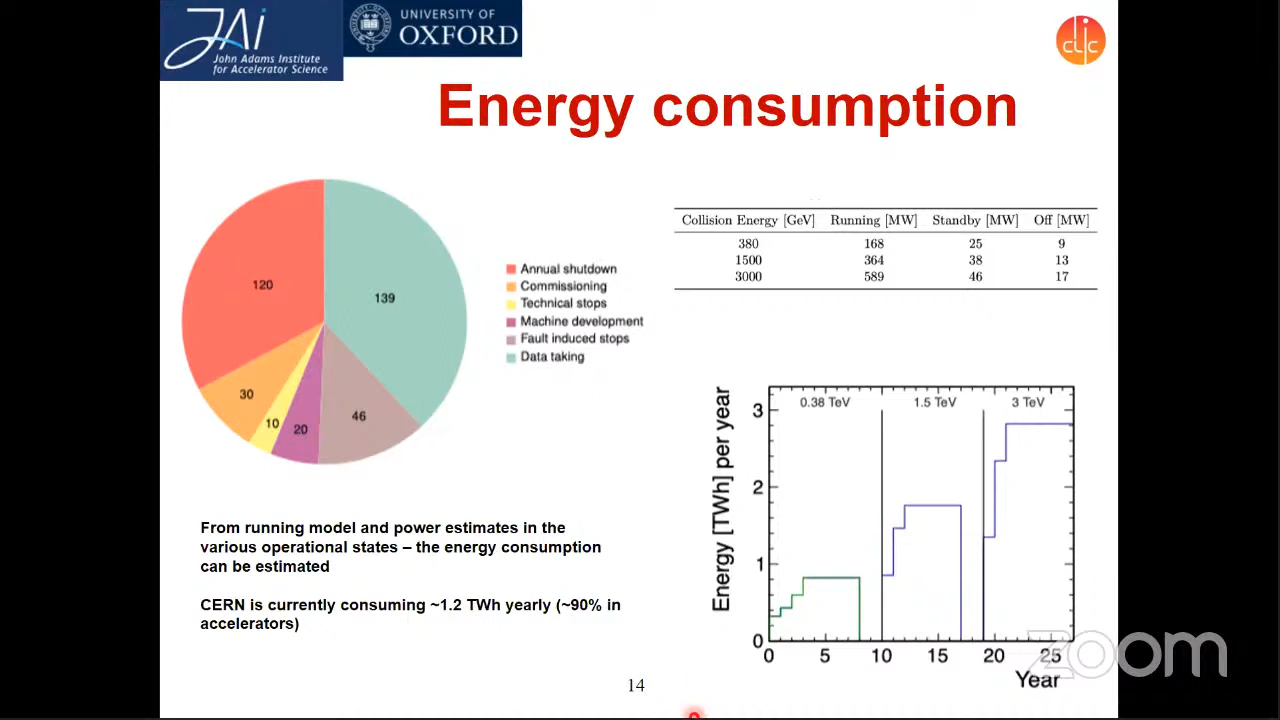 JAi
John Adams Institute
for Accelerator Science
UNIVERSITY OF
OXFORD
clic
Energy consumption
120
139
30
10
20
46
Annual shutdown
Commissioning
Technical stops
Machine development
Fault induced stops
Data taking
Collision Energy [GeV] Running [MW] Standby [MW] Off [MW]
380 168 25 9
1500 364 38 13
3000 589 46 17
From running model and power estimates in the
various operational states – the energy consumption
can be estimated
CERN is currently consuming ~1.2 TWh yearly (~90% in
accelerators)
Energy [TWh] per year
0.38 TeV 1.5 TeV 3 TeV
3
2
1
0
0 5 10 15 20 25
Year
14
zoom